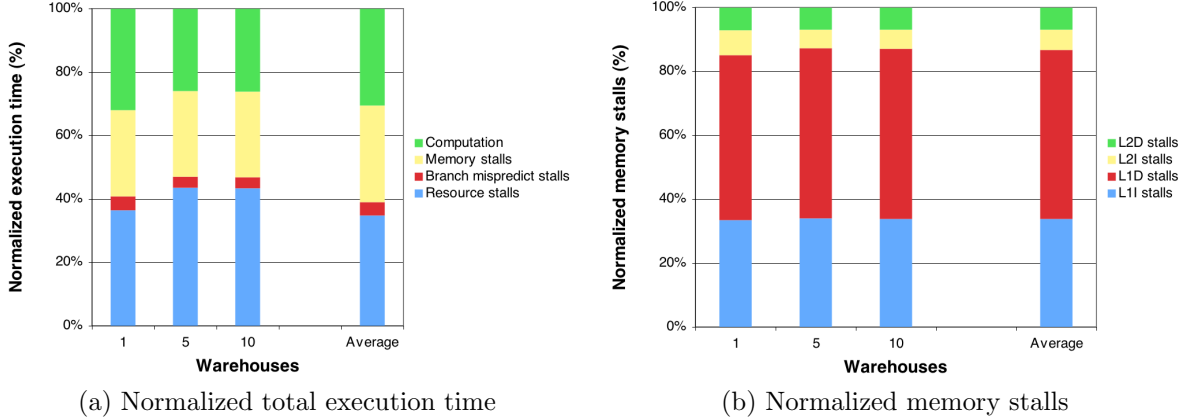 Normalized execution time (%)
100%
80%
60%
40%
20%
0%
1
5
10
Average
Warehouses
Computation
Memory stalls
Branch mispredict stalls
Resource stalls
(a) Normalized total execution time
Normalized memory stalls (%)
100%
80%
60%
40%
20%
0%
1
5
10
Average
Warehouses
L2D stalls
L2I stalls
L1D stalls
L1I stalls
(b) Normalized memory stalls